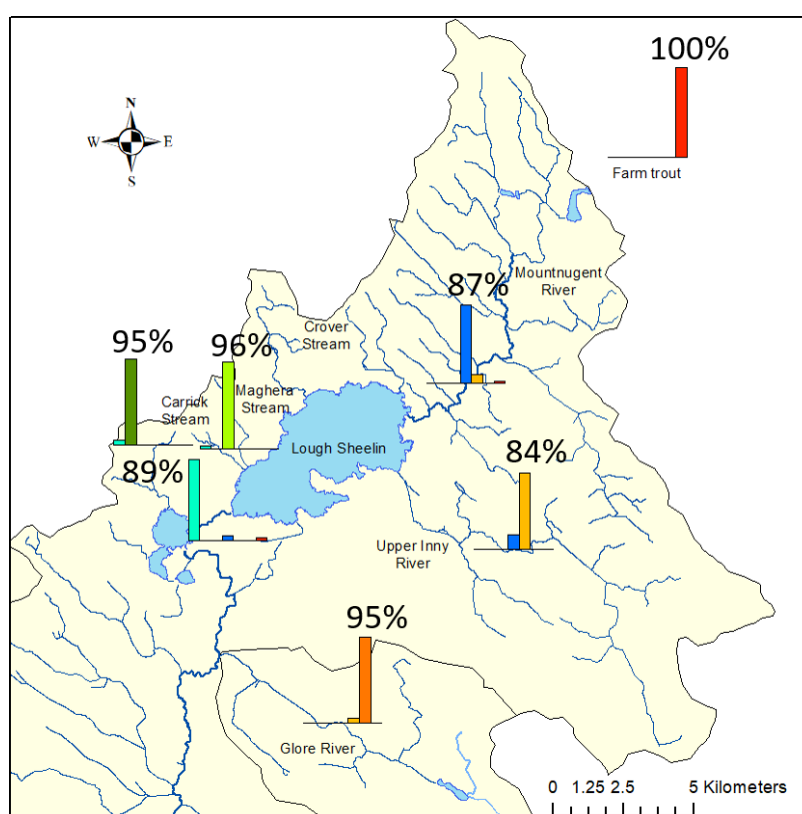 100%
N
W
E
S
Farm trout
Mountnugent
River
87%
Crover
Stream
95%
96%
Carrick
Stream
Maghera
Stream
Lough Sheelin
89%
84%
Upper Inny
River
95%
Glore River
0 1.25 2.5 5 Kilometers